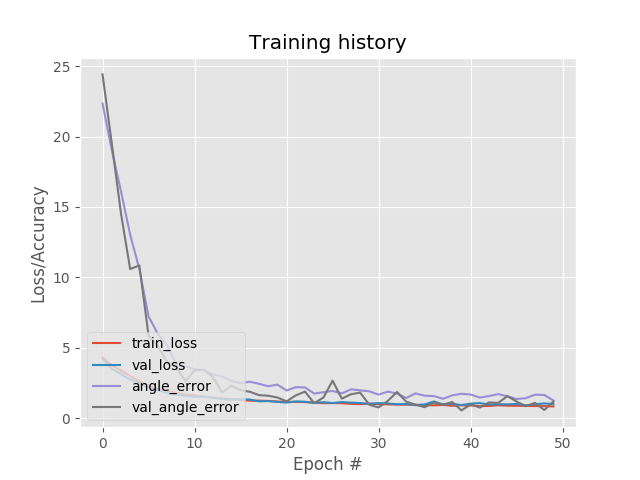 Training history
25
20
15
10
5
0
Loss/Accuracy
train_loss
val_loss
angle_error
val_angle_error
0 10 20 30 40 50
Epoch #